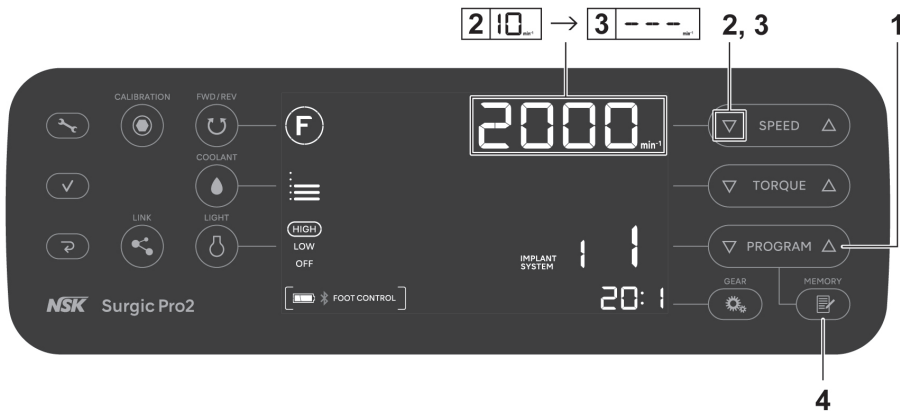 2 10 min-1 → 3 --- min-1
2, 3
1
CALIBRATION
FWD/REV
F
2000 min-1
▽ SPEED △
COOLANT
▽ TORQUE △
LINK
LIGHT
HIGH
LOW
OFF
IMPLANT
SYSTEM
1 1
▽ PROGRAM △
GEAR
MEMORY
NSK Surgic Pro2
FOOT CONTROL
20:1
4